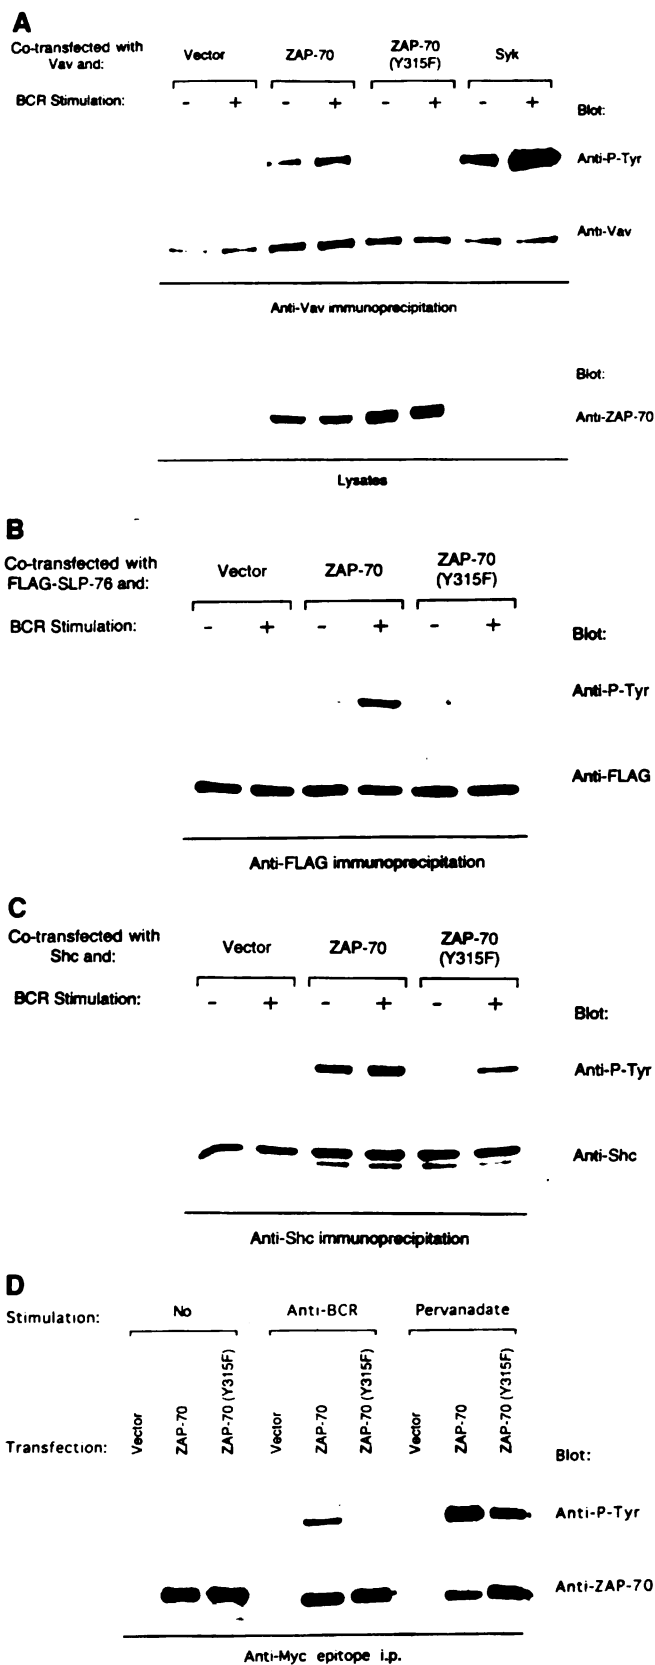 A
Co-transfected with
Vav and:
Vector
ZAP-70
ZAP-70
(Y315F)
Syk
BCR Stimulation:
- + - + - + - +
Blot:
Anti-P-Tyr
Anti-Vav
Anti-Vav immunoprecipitation
Blot:
Anti-ZAP-70
Lysates
B
Co-transfected with
FLAG-SLP-76 and:
Vector
ZAP-70
ZAP-70
(Y315F)
BCR Stimulation:
- + - + - +
Blot:
Anti-P-Tyr
Anti-FLAG
Anti-FLAG immunoprecipitation
C
Co-transfected with
Shc and:
Vector
ZAP-70
ZAP-70
(Y315F)
BCR Stimulation:
- + - + - +
Blot:
Anti-P-Tyr
Anti-Shc
Anti-Shc immunoprecipitation
D
Stimulation:
No
Anti-BCR
Pervanadate
Transfection:
Vector
ZAP-70
ZAP-70 (Y315F)
Vector
ZAP-70
ZAP-70 (Y315F)
Vector
ZAP-70
ZAP-70 (Y315F)
Blot:
Anti-P-Tyr
Anti-ZAP-70
Anti-Myc epitope i.p.